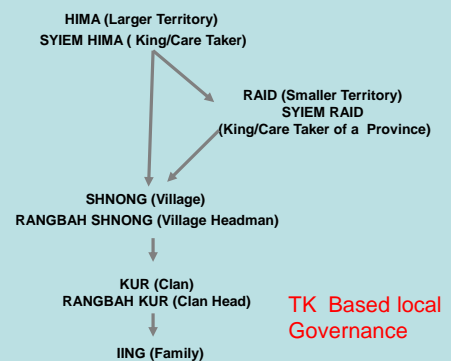 HIMA (Larger Territory)
SYIEM HIMA ( King/Care Taker)
RAID (Smaller Territory)
SYIEM RAID
(King/Care Taker of a Province)
SHNONG (Village)
RANGBAH SHNONG (Village Headman)
KUR (Clan)
RANGBAH KUR (Clan Head)
TK Based local
Governance
IING (Family)